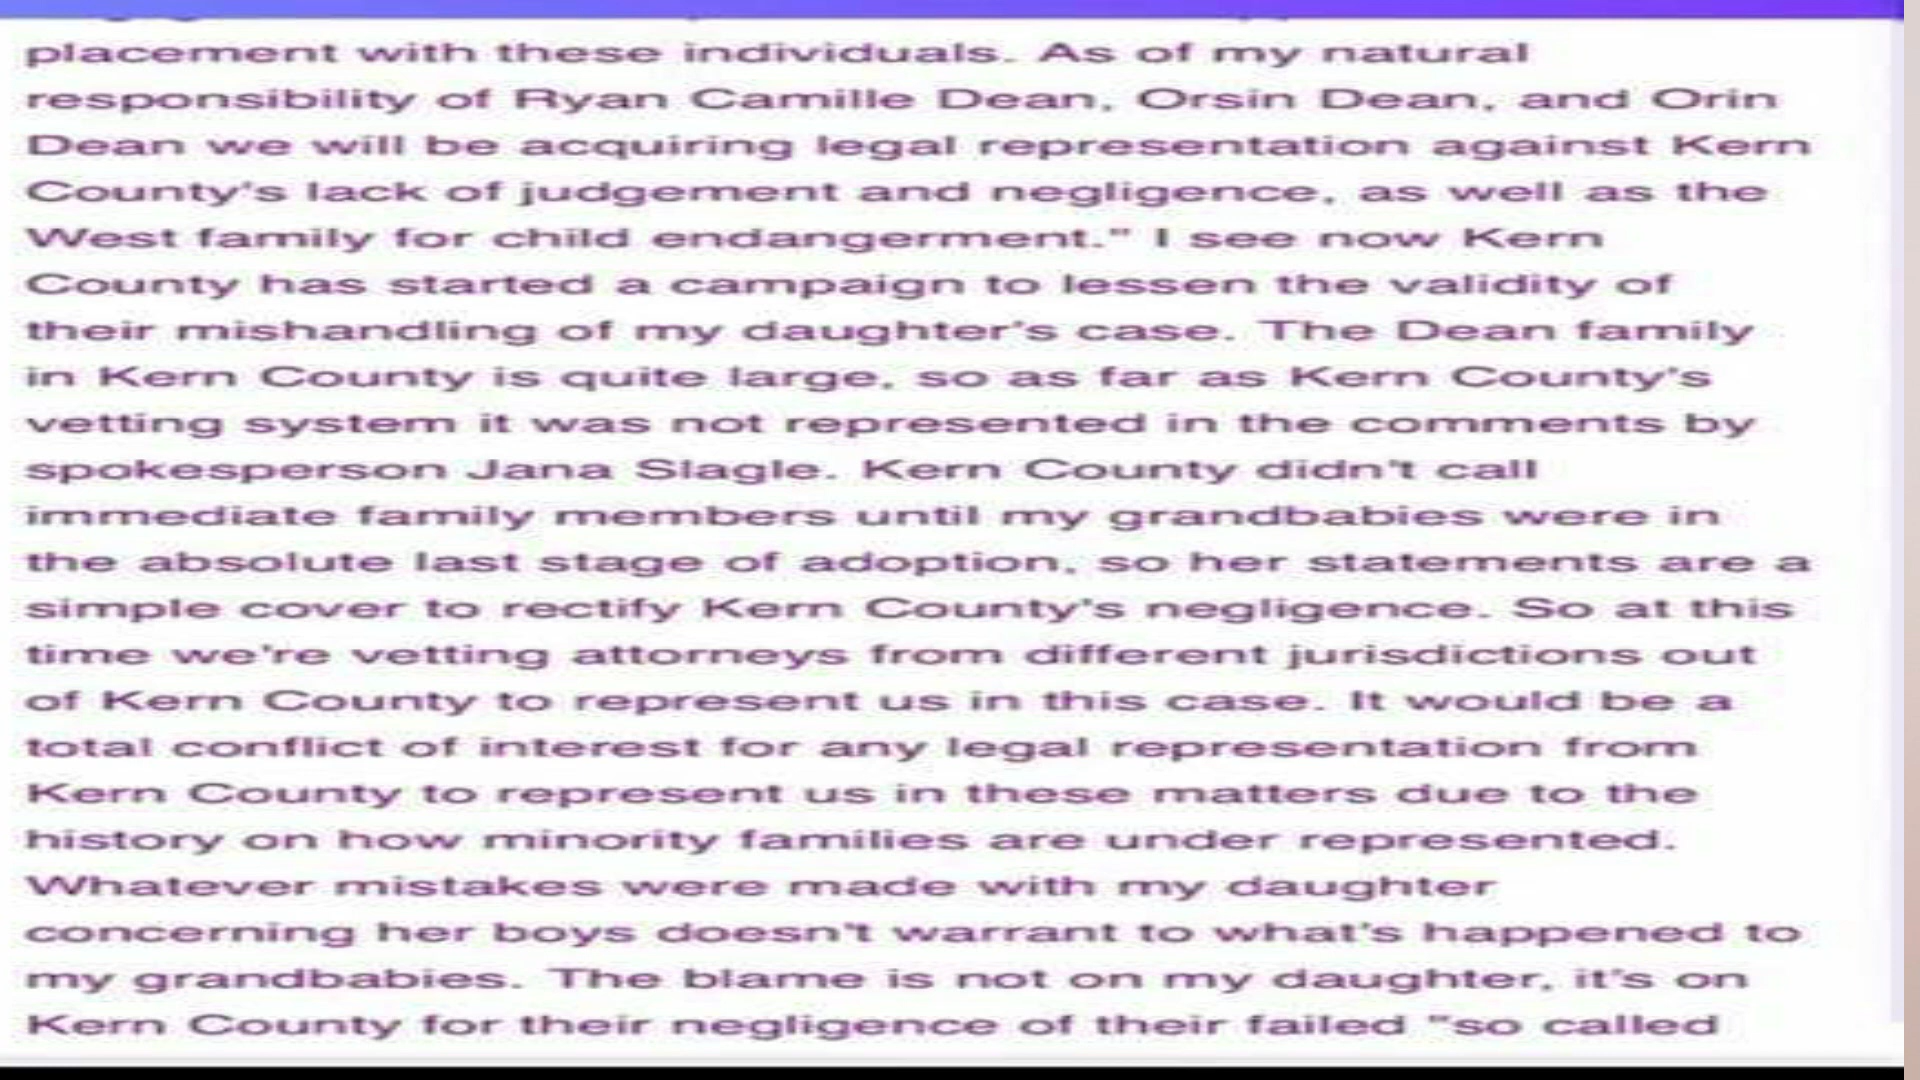 placement with these individuals. As of my natural
responsibility of Ryan Camille Dean, Orsin Dean, and Orin
Dean we will be acquiring legal representation against Kern
County's lack of judgement and negligence, as well as the
West family for child endangerment." I see now Kern
County has started a campaign to lessen the validity of
their mishandling of my daughter's case. The Dean family
in Kern County is quite large, so as far as Kern County's
vetting system it was not represented in the comments by
spokesperson Jana Slagle. Kern County didn't call
immediate family members until my grandbabies were in
the absolute last stage of adoption, so her statements are a
simple cover to rectify Kern County's negligence. So at this
time we're vetting attorneys from different jurisdictions out
of Kern County to represent us in this case. It would be a
total conflict of interest for any legal representation from
Kern County to represent us in these matters due to the
history on how minority families are under represented.
Whatever mistakes were made with my daughter
concerning her boys doesn't warrant to what's happened to
my grandbabies. The blame is not on my daughter, it's on
Kern County for their negligence of their failed "so called